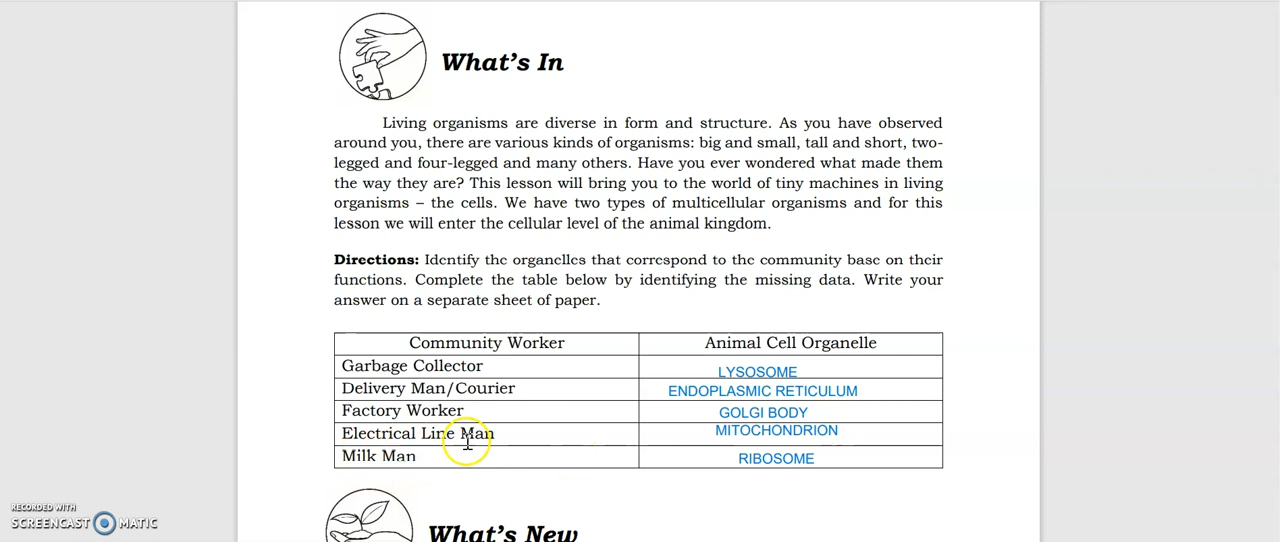 What's In
Living organisms are diverse in form and structure. As you have observed
around you, there are various kinds of organisms: big and small, tall and short, two-
legged and four-legged and many others. Have you ever wondered what made them
the way they are? This lesson will bring you to the world of tiny machines in living
organisms – the cells. We have two types of multicellular organisms and for this
lesson we will enter the cellular level of the animal kingdom.
Directions: Identify the organelles that correspond to the community base on their
functions. Complete the table below by identifying the missing data. Write your
answer on a separate sheet of paper.
Community Worker Animal Cell Organelle
Garbage Collector LYSOSOME
Delivery Man/Courier ENDOPLASMIC RETICULUM
Factory Worker GOLGI BODY
Electrical Line Man MITOCHONDRION
Milk Man RIBOSOME
RECORDED WITH
SCREENCAST MATIC
What's New